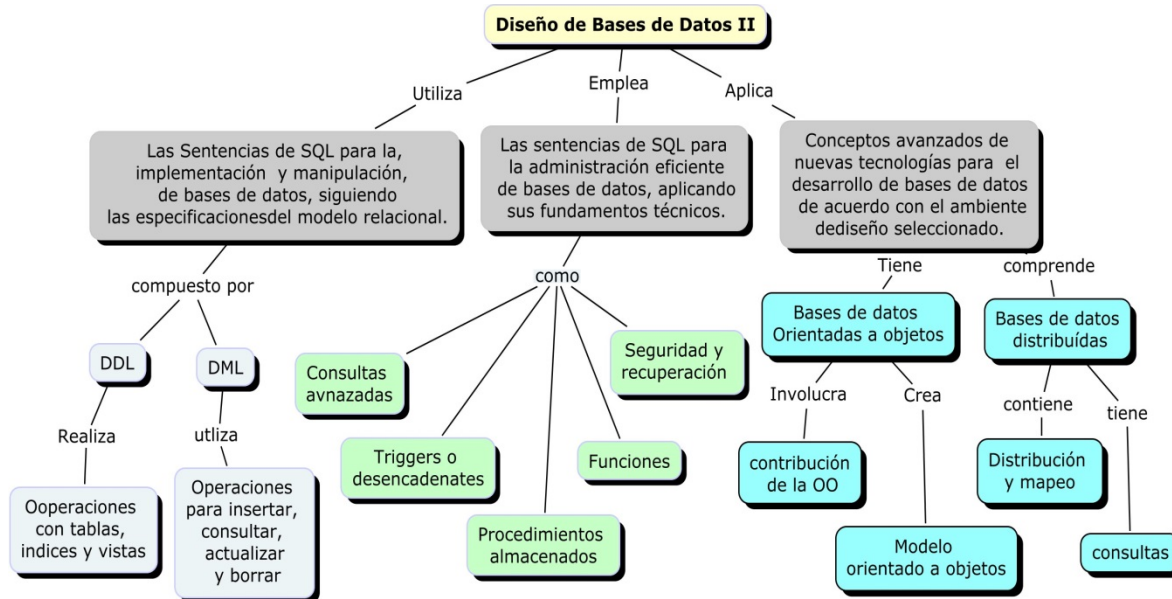 Diseño de Bases de Datos II
Utiliza
Emplea
Aplica
Las Sentencias de SQL para la,
implementación y manipulación,
de bases de datos, siguiendo
las especificacionesdel modelo relacional.
Las sentencias de SQL para
la administración eficiente
de bases de datos, aplicando
sus fundamentos técnicos.
Conceptos avanzados de
nuevas tecnologías para el
desarrollo de bases de datos
de acuerdo con el ambiente
dediseño seleccionado.
compuesto por
como
Tiene
comprende
DDL
DML
Realiza
utliza
Ooperaciones
con tablas,
indices y vistas
Operaciones
para insertar,
consultar,
actualizar
y borrar
Consultas
avnazadas
Triggers o
desencadenates
Procedimientos
almacenados
Funciones
Seguridad y
recuperación
Bases de datos
Orientadas a objetos
Bases de datos
distribuídas
Involucra
Crea
contiene
tiene
contribución
de la OO
Modelo
orientado a objetos
Distribución
y mapeo
consultas